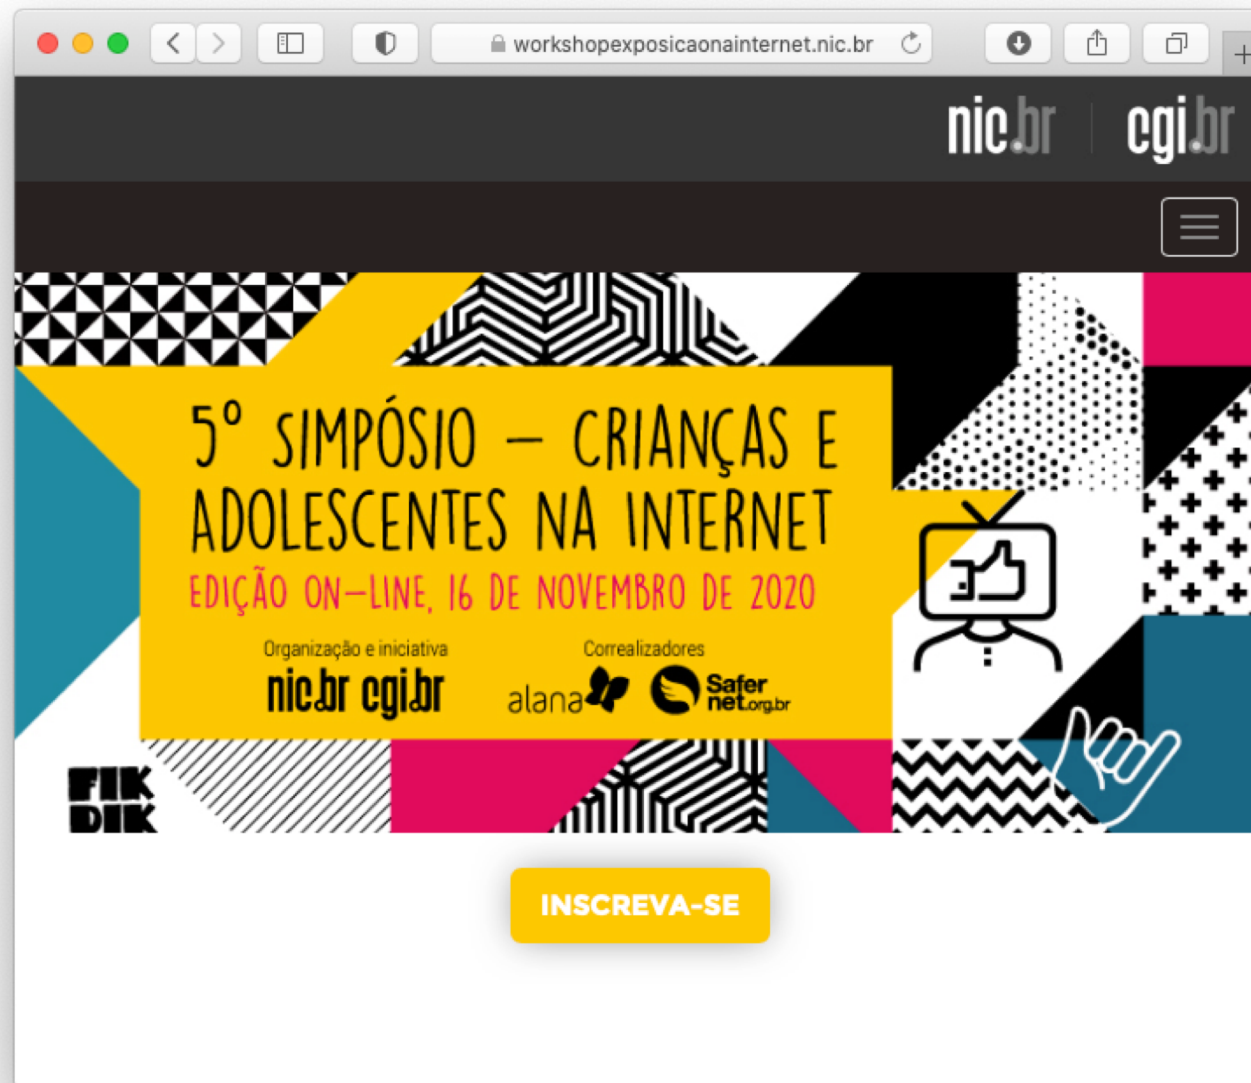 workshopexposicaonainternet.nic.br
nic.br cgi.br
5º SIMPÓSIO – CRIANÇAS E
ADOLESCENTES NA INTERNET
EDIÇÃO ON-LINE, 16 DE NOVEMBRO DE 2020
Organização e iniciativa
Correalizadores
nic.br cgi.br
alana
Safer
net.org.br
FIK
DIK
INSCREVA-SE